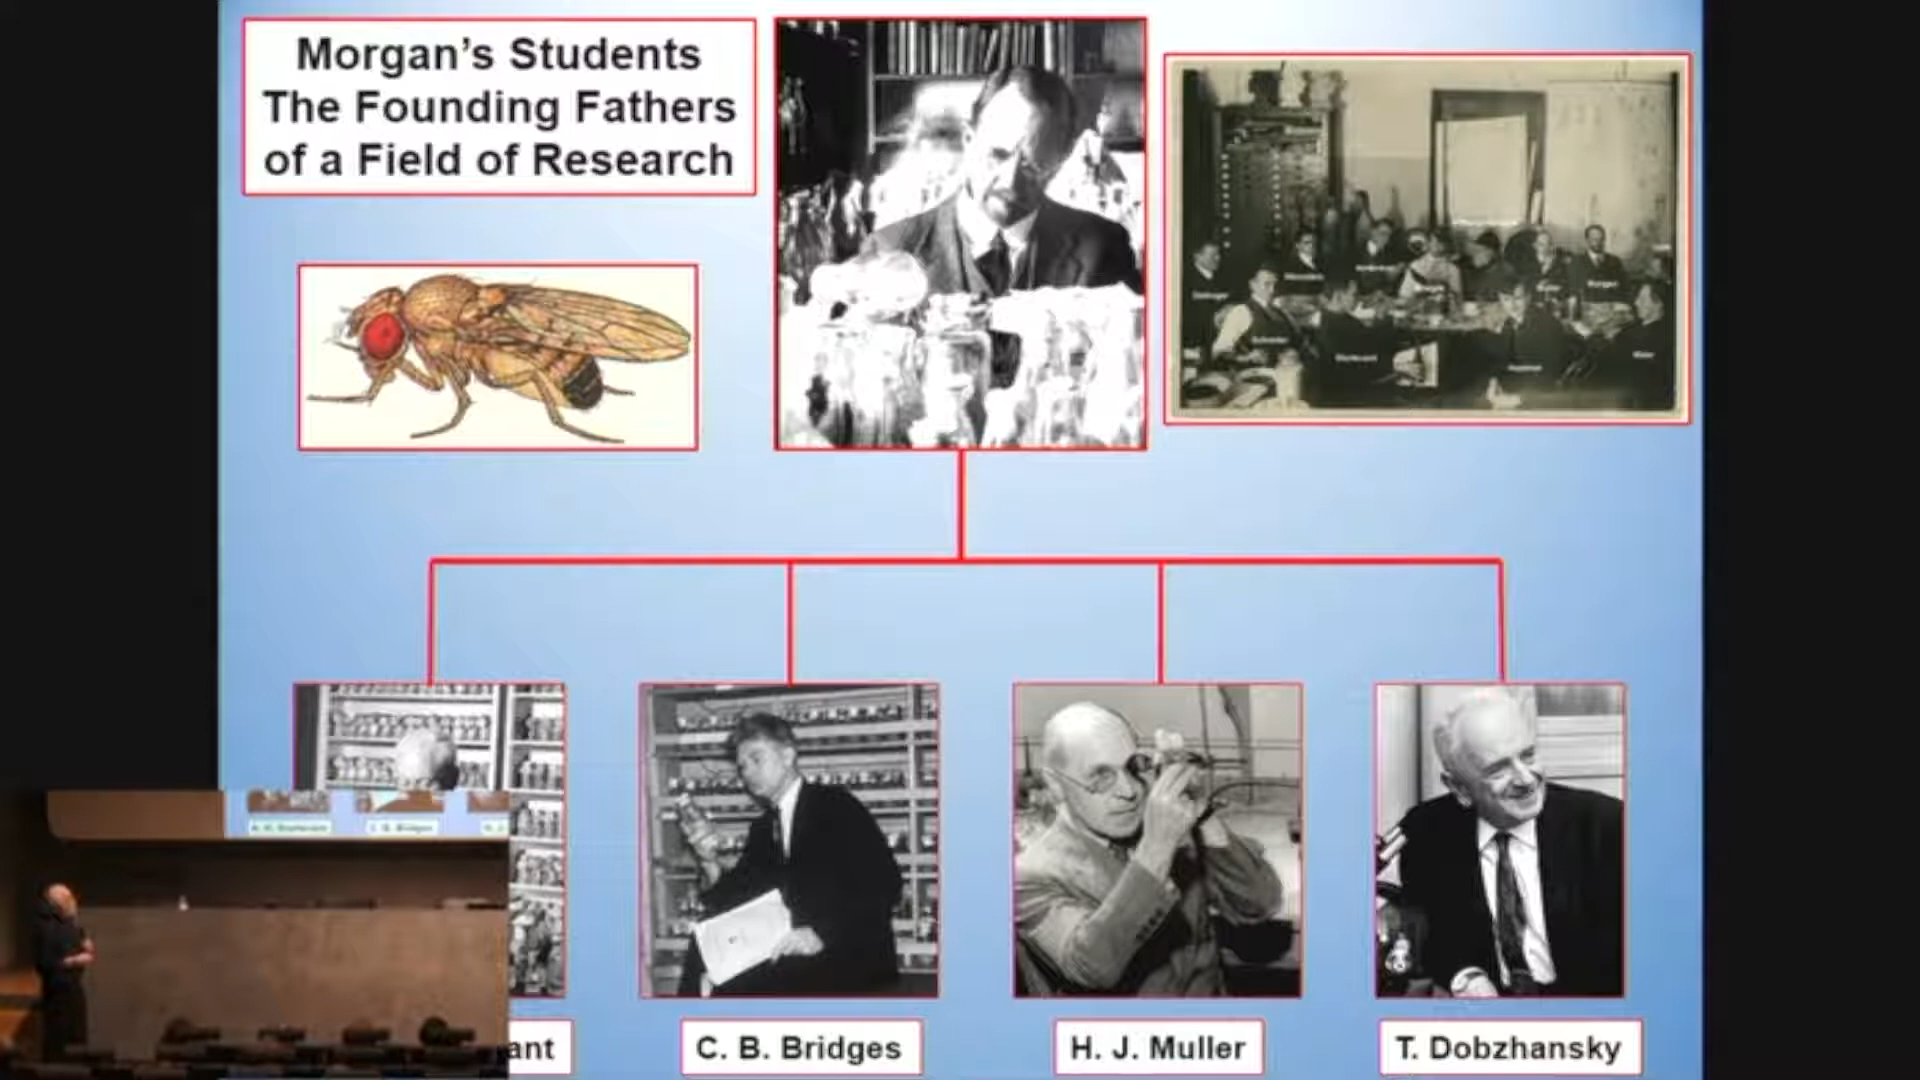 Morgan's Students
The Founding Fathers
of a Field of Research
ant
C. B. Bridges
H. J. Muller
T. Dobzhansky